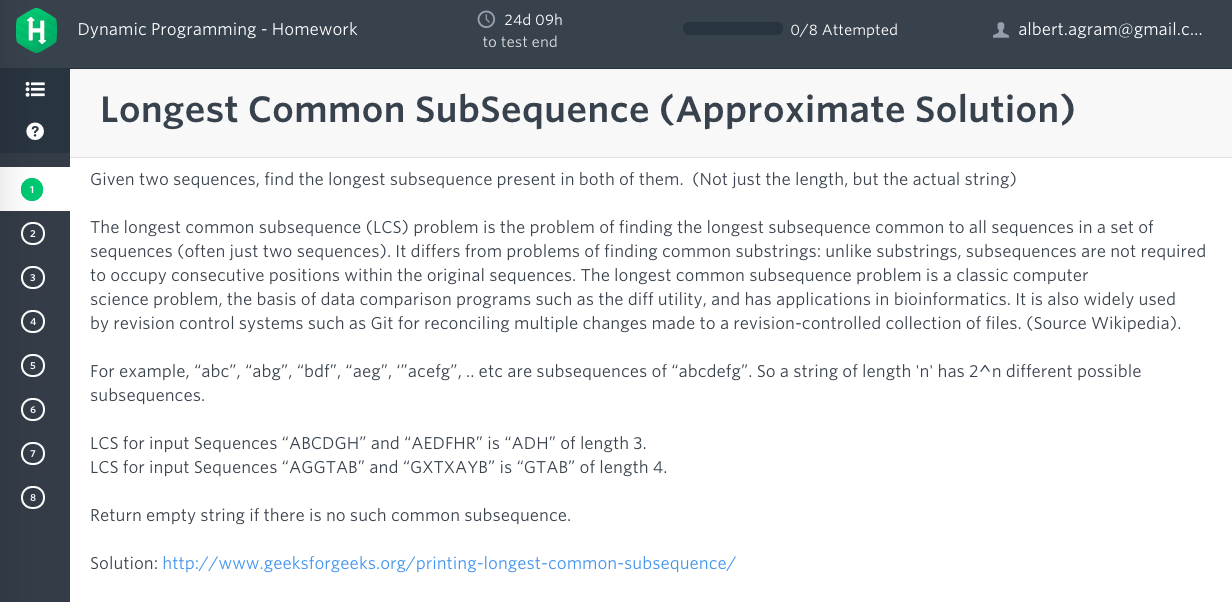 Dynamic Programming - Homework
24d 09h
to test end
0/8 Attempted
albert.agram@gmail.c...
Longest Common SubSequence (Approximate Solution)
?
1
2
3
4
5
6
7
8
Given two sequences, find the longest subsequence present in both of them.  (Not just the length, but the actual string)
The longest common subsequence (LCS) problem is the problem of finding the longest subsequence common to all sequences in a set of
sequences (often just two sequences). It differs from problems of finding common substrings: unlike substrings, subsequences are not required
to occupy consecutive positions within the original sequences. The longest common subsequence problem is a classic computer
science problem, the basis of data comparison programs such as the diff utility, and has applications in bioinformatics. It is also widely used
by revision control systems such as Git for reconciling multiple changes made to a revision-controlled collection of files. (Source Wikipedia).
For example, “abc”, “abg”, “bdf”, “aeg”, ‘”acefg”, .. etc are subsequences of “abcdefg”. So a string of length 'n' has 2^n different possible
subsequences.
LCS for input Sequences “ABCDGH” and “AEDFHR” is “ADH” of length 3.
LCS for input Sequences “AGGTAB” and “GXTXAYB” is “GTAB” of length 4.
Return empty string if there is no such common subsequence.
Solution: http://www.geeksforgeeks.org/printing-longest-common-subsequence/